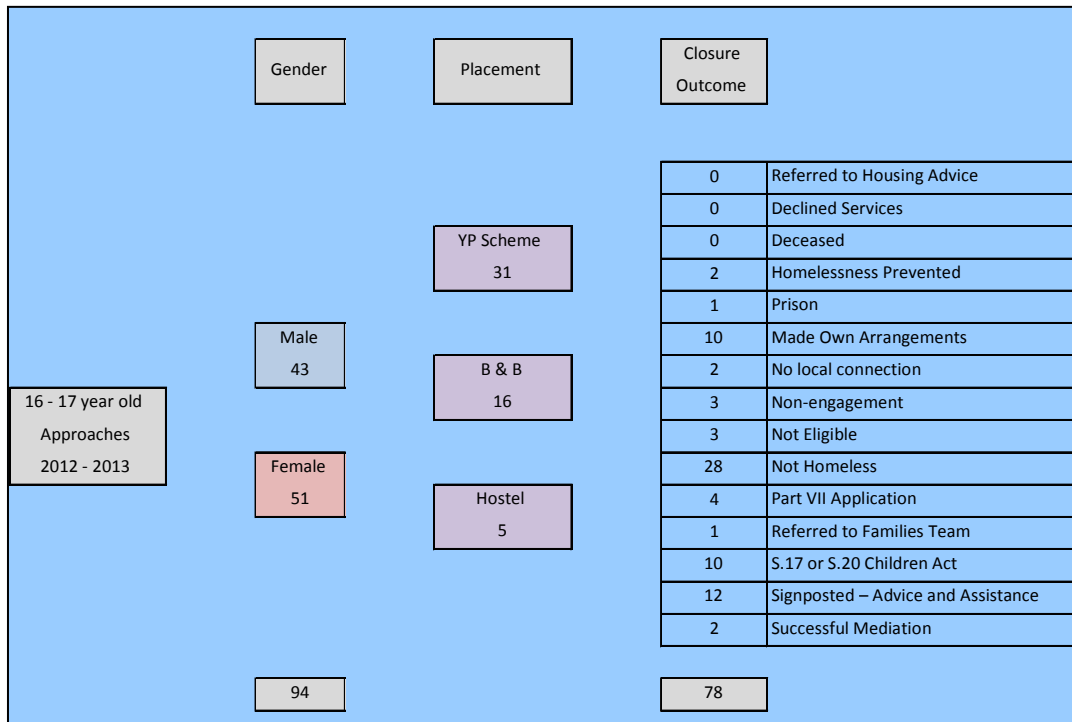 Gender
Placement
Closure
Outcome
0 Referred to Housing Advice
0 Declined Services
0 Deceased
2 Homelessness Prevented
1 Prison
10 Made Own Arrangements
2 No local connection
3 Non-engagement
3 Not Eligible
28 Not Homeless
4 Part VII Application
1 Referred to Families Team
10 S.17 or S.20 Children Act
12 Signposted – Advice and Assistance
2 Successful Mediation
YP Scheme
31
B & B
16
Hostel
5
Male
43
Female
51
16 - 17 year old
Approaches
2012 - 2013
94
78